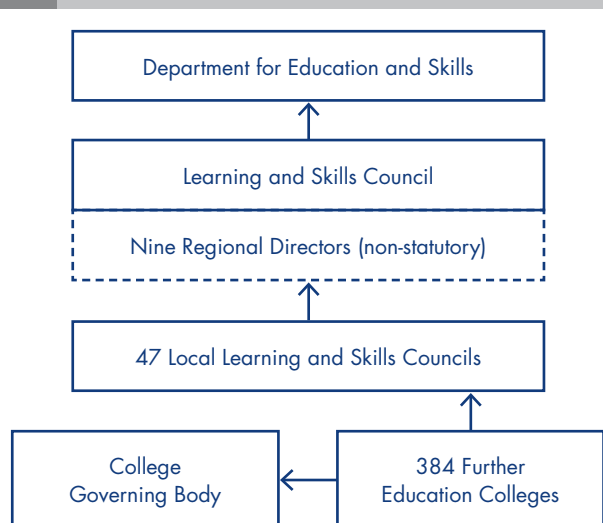 Department for Education and Skills
Learning and Skills Council
Nine Regional Directors (non-statutory)
47 Local Learning and Skills Councils
College
Governing Body
384 Further
Education Colleges